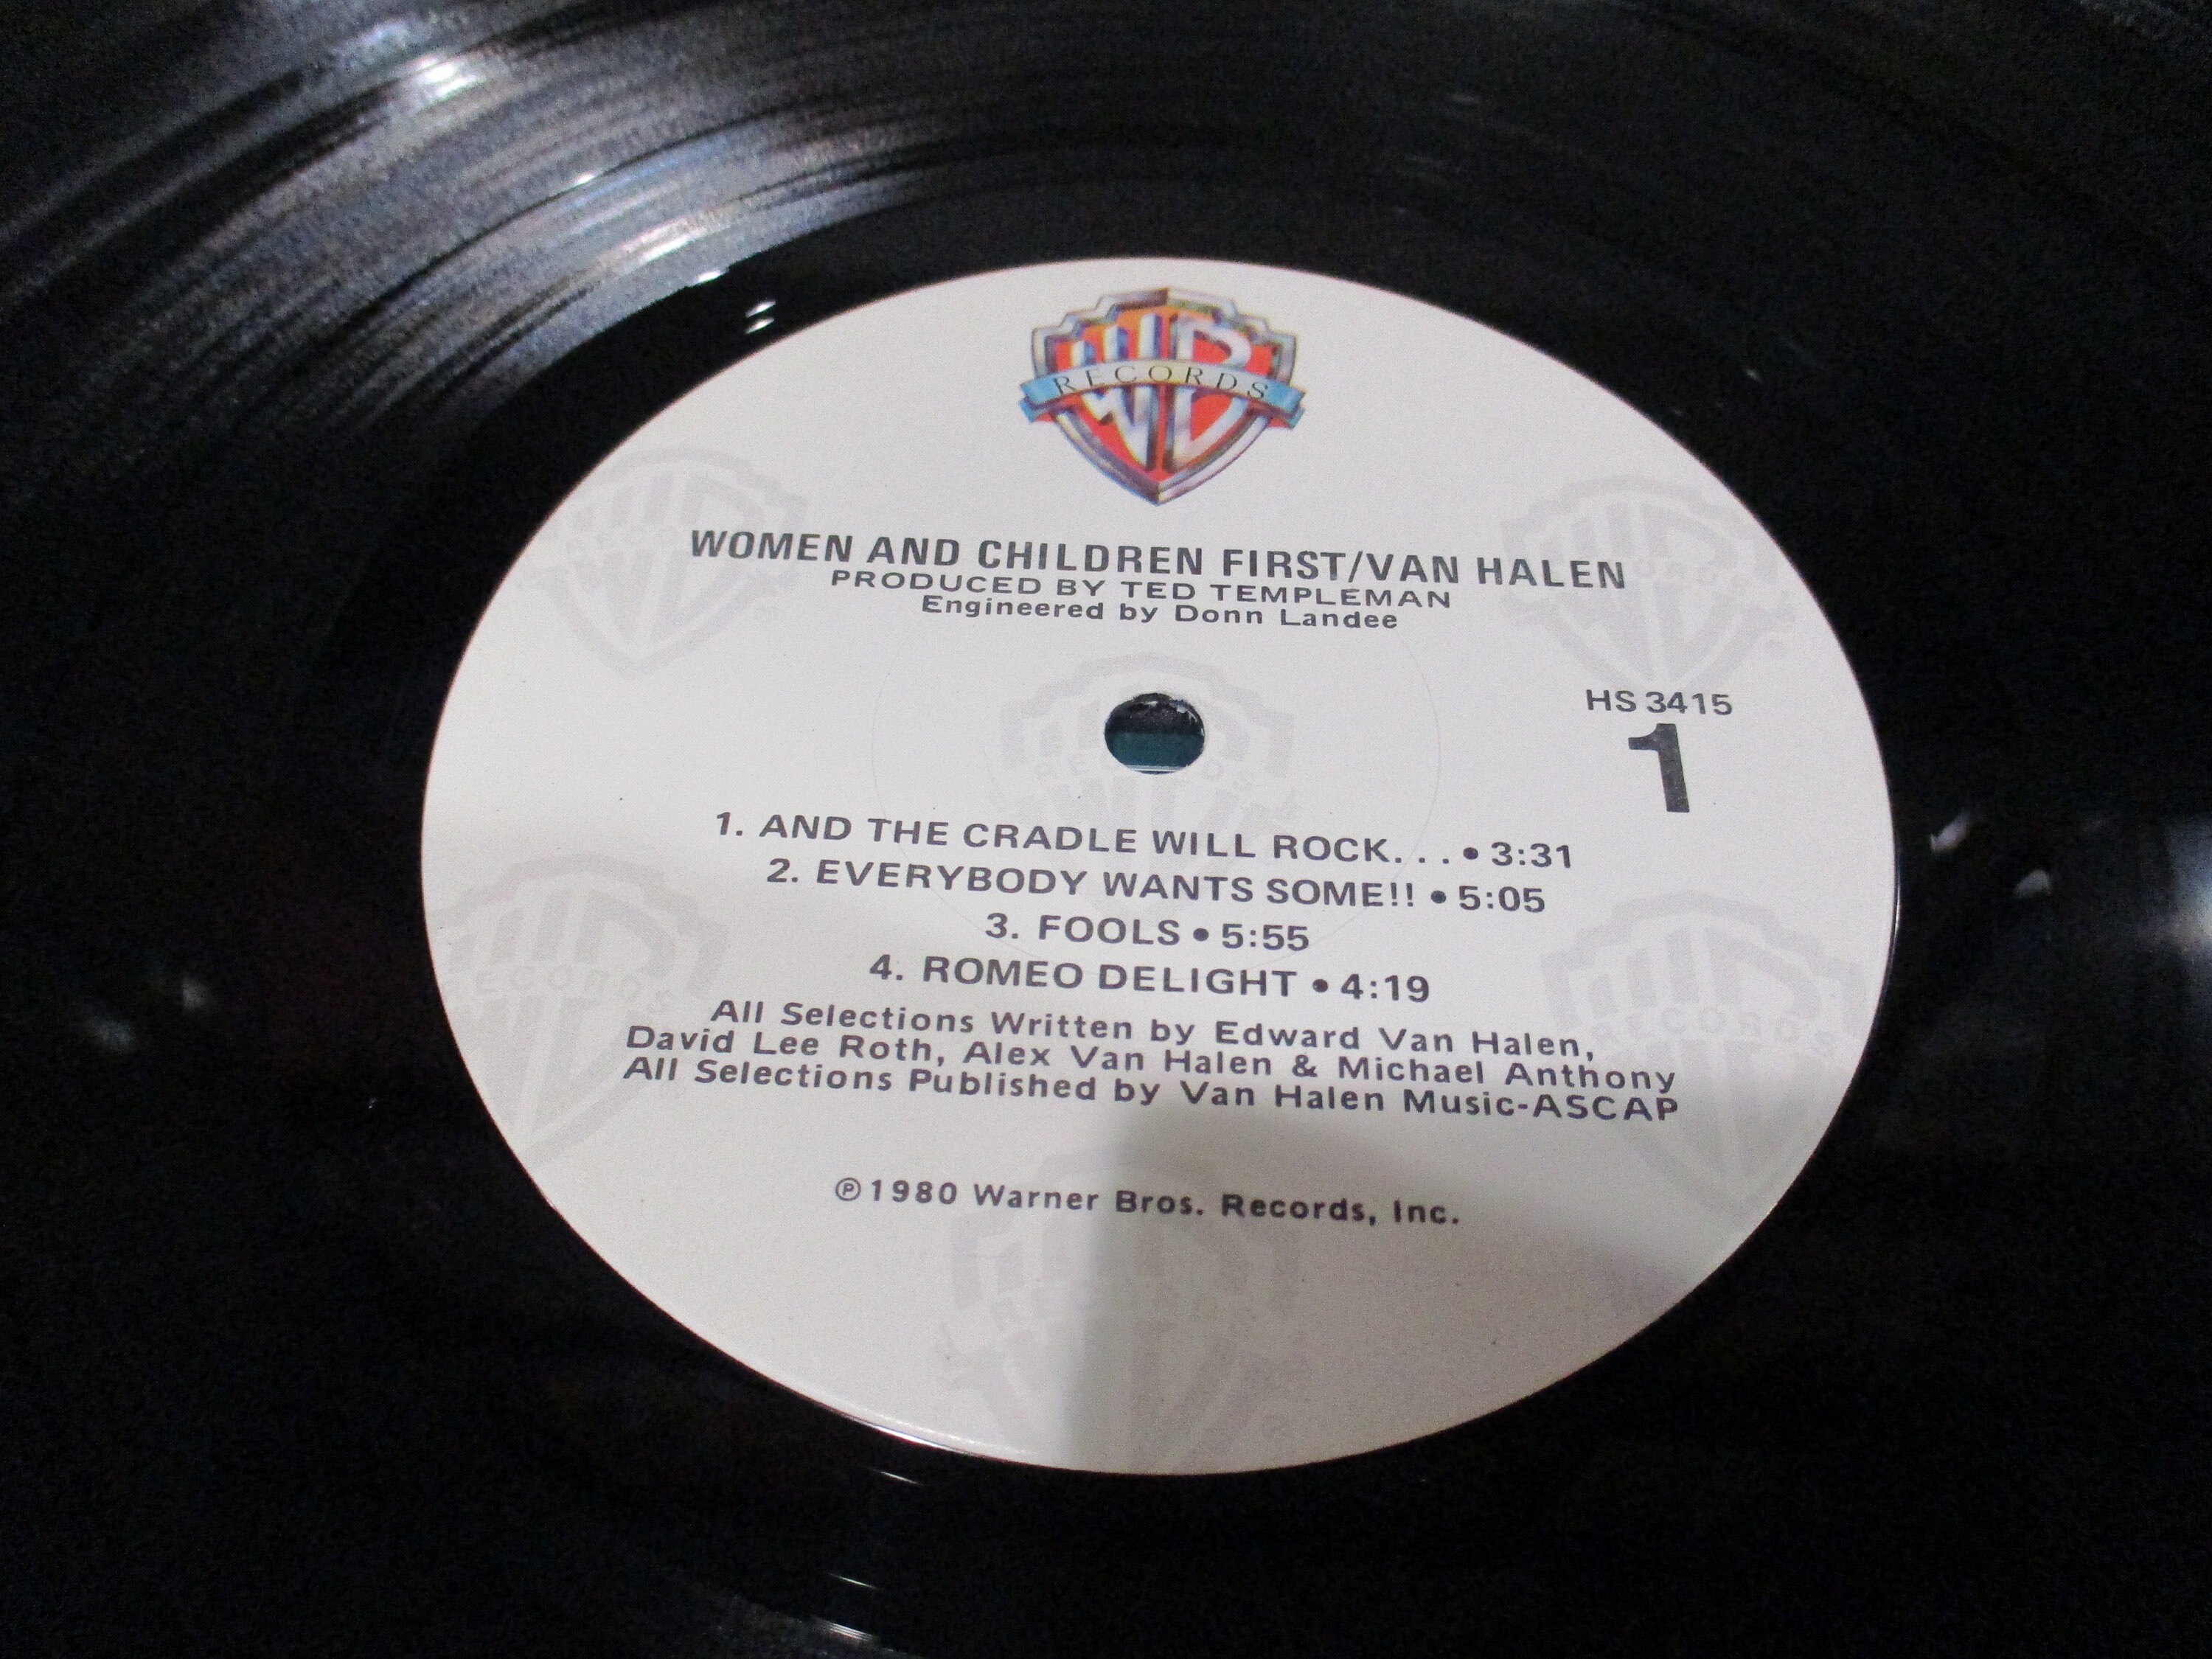 WB
RECORDS
WOMEN AND CHILDREN FIRST/VAN HALEN
PRODUCED BY TED TEMPLEMAN
Engineered by Donn Landee
HS 3415
1
1. AND THE CRADLE WILL ROCK. . . • 3:31
2. EVERYBODY WANTS SOME!! • 5:05
3. FOOLS • 5:55
4. ROMEO DELIGHT • 4:19
All Selections Written by Edward Van Halen,
David Lee Roth, Alex Van Halen & Michael Anthony
All Selections Published by Van Halen Music-ASCAP
℗1980 Warner Bros. Records, Inc.